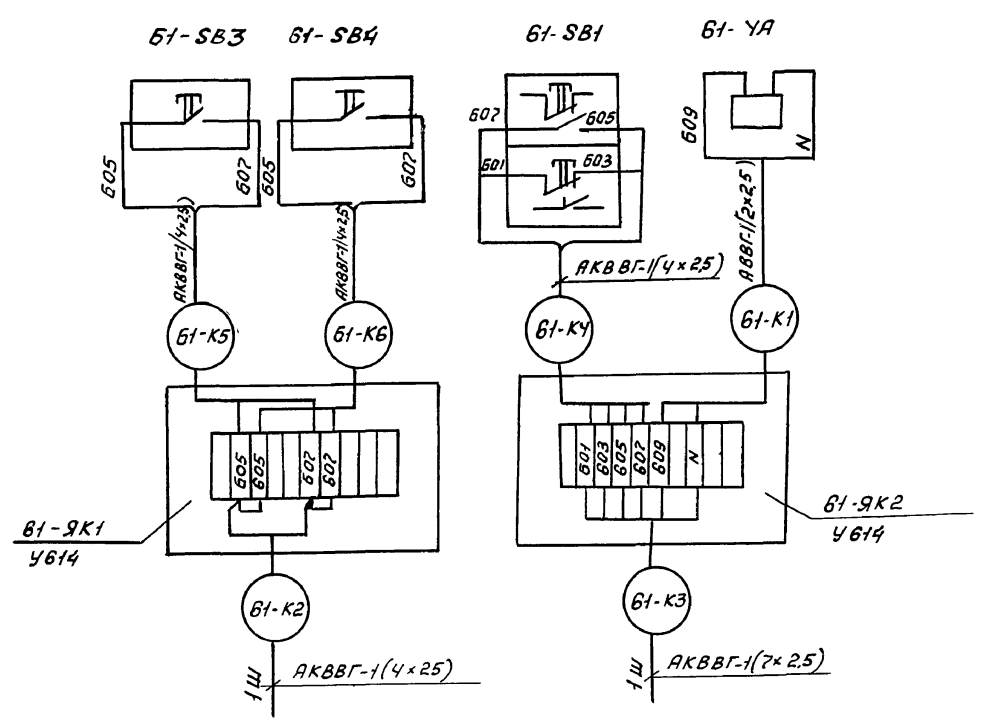 Б1-SB3
Б1-SB4
Б1-SB1
Б1-YA
605
607
605
607
607
605
601
603
609
N
АКВВГ-1(4×2,5)
АКВВГ-1(4×2,5)
АКВВГ-1(4×2,5)
АВВГ-1(2×2,5)
Б1-К5
Б1-К6
Б1-К4
Б1-К1
605
605
607
607
601
603
605
607
609
N
Б1-ЯК1
У614
Б1-ЯК2
У614
Б1-К2
Б1-К3
1Ш
АКВВГ-1(4×25)
1Ш
АКВВГ-1(7×2,5)